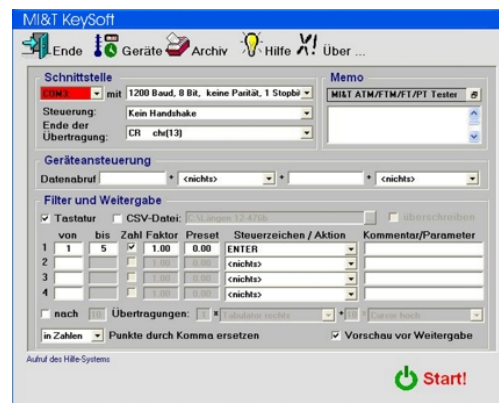 MI&T KeySoft
Ende Geräte Archiv Hilfe Über ...
Schnittstelle
COM3 mit 1200 Baud, 8 Bit, keine Parität, 1 Stopbi
Steuerung: Kein Handshake
Ende der
Übertragung: CR chr(13)
Memo
MI&T ATM/FTM/FT/PT Tester
Geräteansteuerung
Datenabruf + <nichts> + + <nichts>
Filter und Weitergabe
Tastatur CSV-Datei: überschreiben
von bis Zahl Faktor Preset Steuerzeichen / Aktion Kommentar/Parameter
1 1 5 1.00 0.00 ENTER
2 1.00 0.00 <nichts>
3 1.00 0.00 <nichts>
4 1.00 0.00 <nichts>
nach 10 Übertragungen: 1 × Tabulator rechts + 10 × Cursor hoch
in Zahlen Punkte durch Komma ersetzen Vorschau vor Weitergabe
Aufruf des Hilfe-Systems
Start!